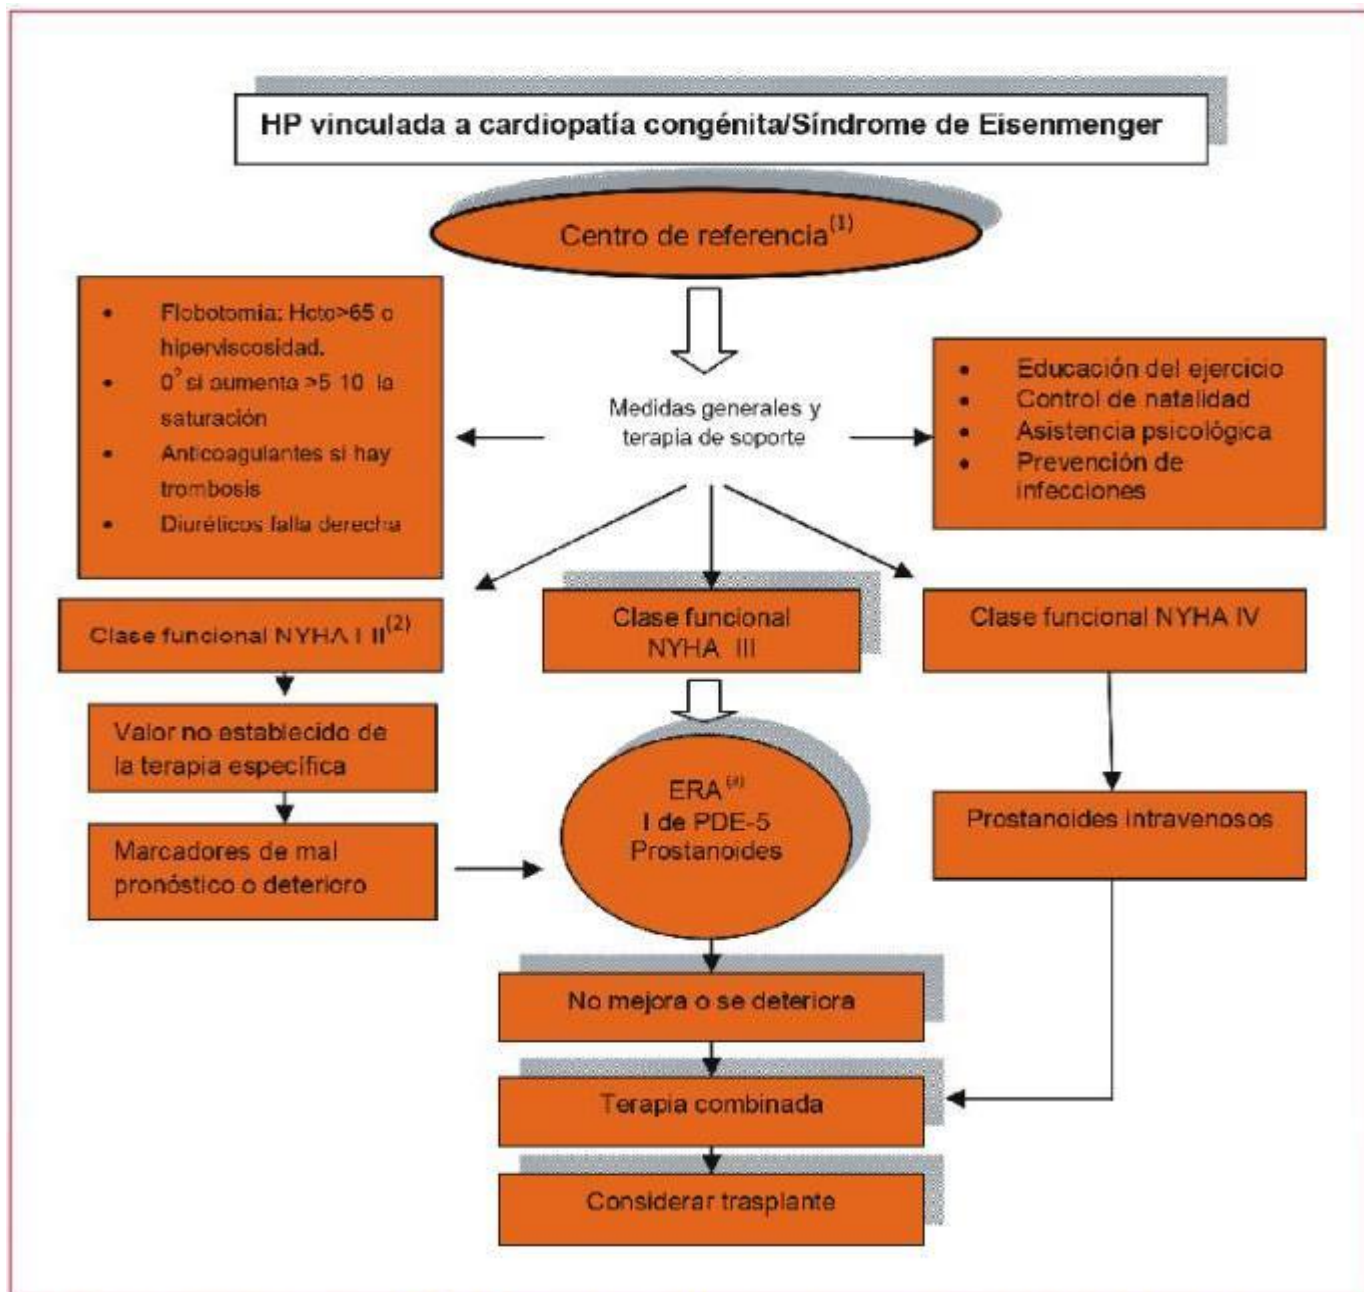 HP vinculada a cardiopatía congénita/Síndrome de Eisenmenger
Centro de referencia(1)
• Flobotomia: Hcto>65 o
hiperviscosidad.
• 0² si aumenta >5 10 la
saturación
• Anticoagulantes si hay
trombosis
• Diuréticos falla derecha
Medidas generales y
terapia de soporte
• Educación del ejercicio
• Control de natalidad
• Asistencia psicológica
• Prevención de
infecciones
Clase funcional NYHA I II(2)
Clase funcional
NYHA III
Clase funcional NYHA IV
Valor no establecido de
la terapia específica
Marcadores de mal
pronóstico o deterioro
ERA(3)
I de PDE-5
Prostanoides
Prostanoides intravenosos
No mejora o se deteriora
Terapia combinada
Considerar trasplante